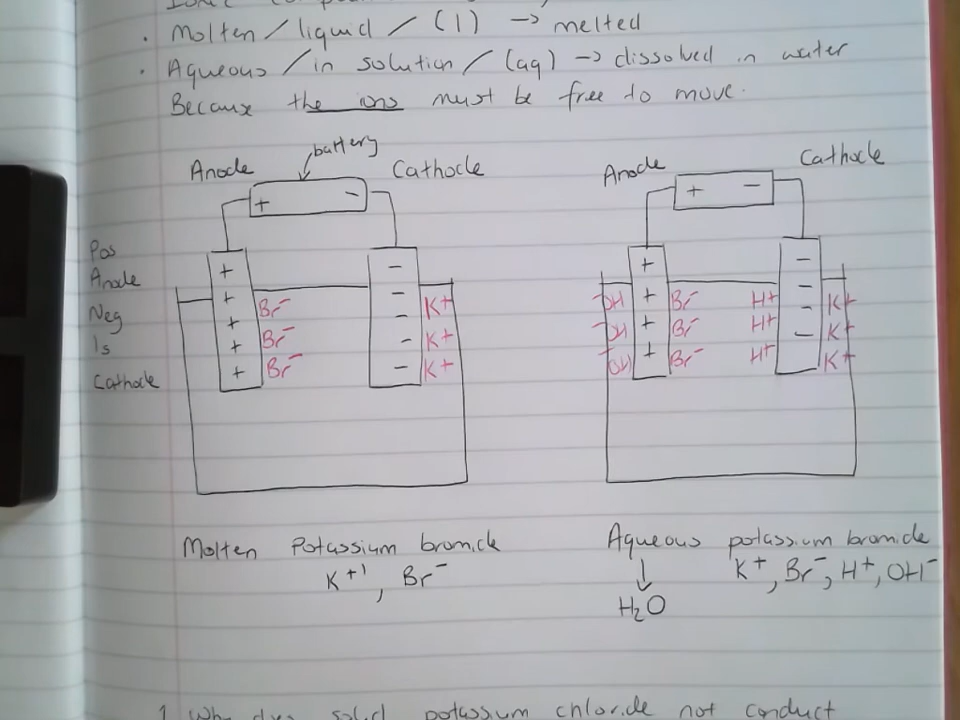 . Molten / liquid / (l) → melted
. Aqueous / in solution / (aq) → dissolved in water
Because the ions must be free to move.
battery
Anode
Cathode
+ -
Pos
Anode
Neg
Is
Cathode
+
+
+
+
+
-
-
-
-
-
Br⁻
Br⁻
Br⁻
K+
K+
K+
Molten Potassium bromide
K⁺¹, Br⁻
Anode
Cathode
+ -
+
+
+
+
-
-
-
-
⁻OH
⁻OH
⁻OH
Br⁻
Br⁻
Br⁻
H+
H+
H+
K+
K+
K+
Aqueous potassium bromide
↓ K⁺, Br⁻, H⁺, OH⁻
H₂O
1. Why does solid potassium chloride not conduct